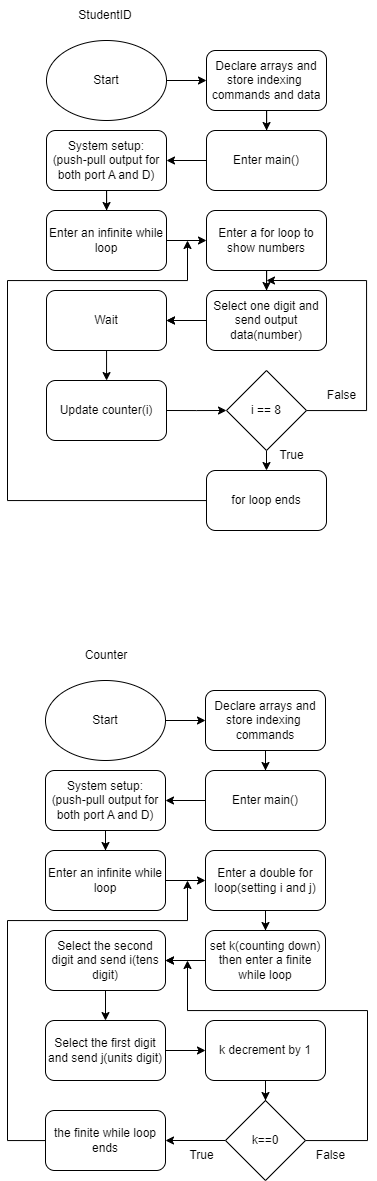 StudentID
Start
Declare arrays and
store indexing
commands and data
System setup:
(push-pull output for
both port A and D)
Enter main()
Enter an infinite while
loop
Enter a for loop to
show numbers
Wait
Select one digit and
send output
data(number)
Update counter(i)
i == 8
False
True
for loop ends
Counter
Start
Declare arrays and
store indexing
commands
System setup:
(push-pull output for
both port A and D)
Enter main()
Enter an infinite while
loop
Enter a double for
loop(setting i and j)
Select the second
digit and send i(tens
digit)
set k(counting down)
then enter a finite
while loop
Select the first digit
and send j(units digit)
k decrement by 1
the finite while loop
ends
True
k==0
False